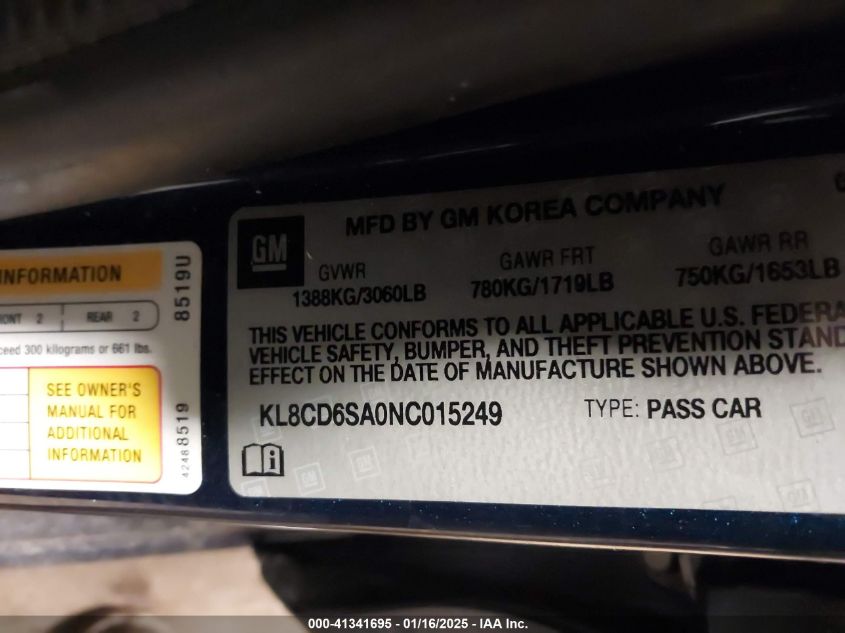 INFORMATION
FRONT 2 REAR 2
exceed 300 kilograms or 661 lbs.
SEE OWNER'S
MANUAL FOR
ADDITIONAL
INFORMATION
8519U
42488519
GM
MFD BY GM KOREA COMPANY
GVWR GAWR FRT GAWR RR
1388KG/3060LB 780KG/1719LB 750KG/1653LB
THIS VEHICLE CONFORMS TO ALL APPLICABLE U.S. FEDERA
VEHICLE SAFETY, BUMPER, AND THEFT PREVENTION STAND
EFFECT ON THE DATE OF MANUFACTURE SHOWN ABOVE.
KL8CD6SA0NC015249 TYPE: PASS CAR
000-41341695 - 01/16/2025 - IAA Inc.